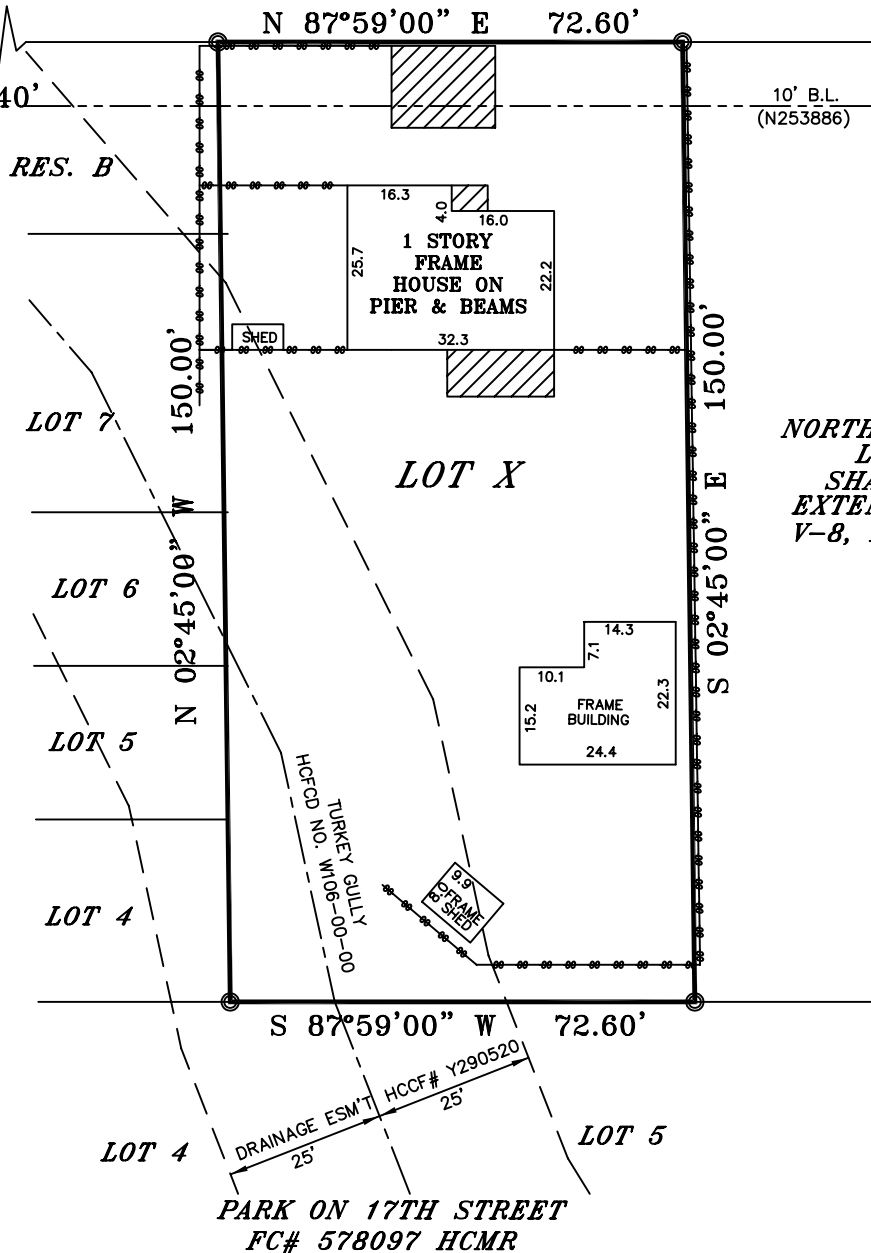 N 87°59'00" E 72.60'
40'
10' B.L.
(N253886)
RES. B
16.3
4.0
16.0
1 STORY
FRAME
HOUSE ON
PIER & BEAMS
25.7
22.2
32.3
SHED
N 02°45'00" W 150.00'
S 02°45'00" E 150.00'
LOT 7
LOT X
NORTH
L
SHA
EXTE
V-8,
LOT 6
14.3
7.1
10.1
FRAME
BUILDING
15.2
22.3
24.4
LOT 5
TURKEY GULLY
HCFCD NO. W106-00-00
9.9
8.0
FRAME
SHED
LOT 4
S 87°59'00" W 72.60'
DRAINAGE ESM'T HCCF# Y290520
25'
25'
LOT 4
LOT 5
PARK ON 17TH STREET
FC# 578097 HCMR